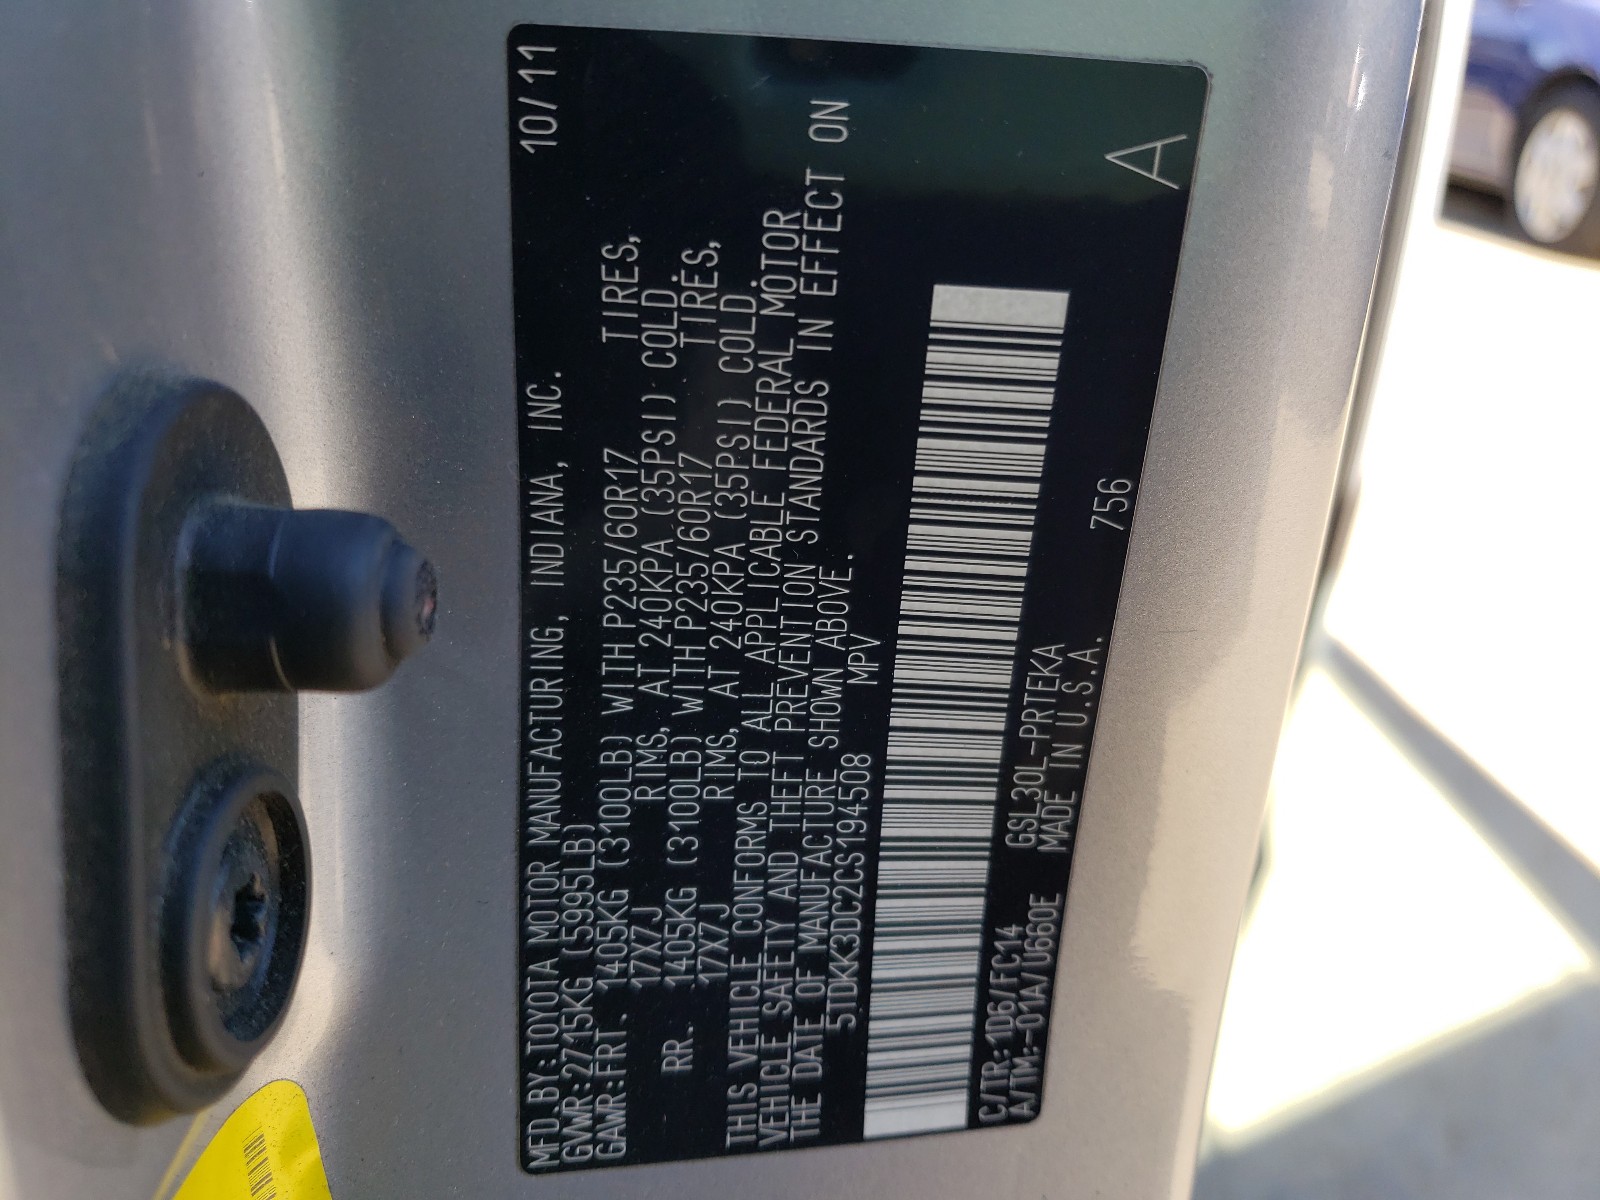 MFD.BY:TOYOTA MOTOR MANUFACTURING, INDIANA, INC. 10/11
GVWR:2715KG(5995LB)
GAWR:FRT. 1405KG (3100LB) WITH P235/60R17 TIRES,
17X7J RIMS, AT 240KPA (35PSI) COLD.
RR. 1405KG (3100LB) WITH P235/60R17 TIRES,
17X7J RIMS, AT 240KPA (35PSI) COLD.
THIS VEHICLE CONFORMS TO ALL APPLICABLE FEDERAL MOTOR
VEHICLE SAFETY AND THEFT PREVENTION STANDARDS IN EFFECT ON
THE DATE OF MANUFACTURE SHOWN ABOVE.
5TDKK3DC2CS194508 MPV
C/TR:1D6/FC14 GSL30L-PRTEKA 756 A
A/TM:-01A/U660E MADE IN U.S.A.